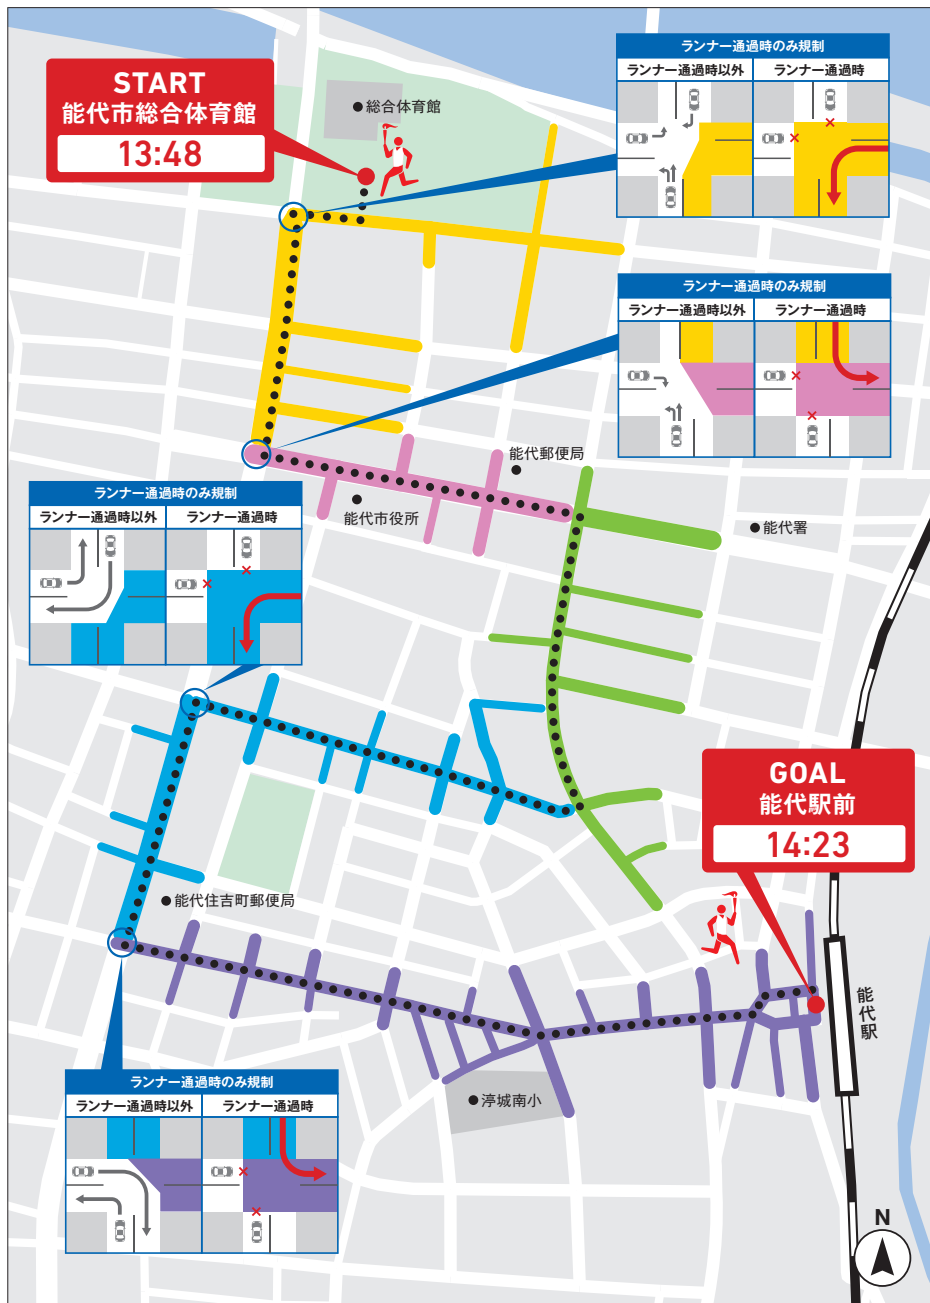 START
能代市総合体育館
13:48
総合体育館
ランナー通過時のみ規制
ランナー通過時以外
ランナー通過時
ランナー通過時のみ規制
ランナー通過時以外
ランナー通過時
能代郵便局
能代市役所
能代署
ランナー通過時のみ規制
ランナー通過時以外
ランナー通過時
GOAL
能代駅前
14:23
能代住吉町郵便局
能代駅
渟城南小
ランナー通過時のみ規制
ランナー通過時以外
ランナー通過時
N